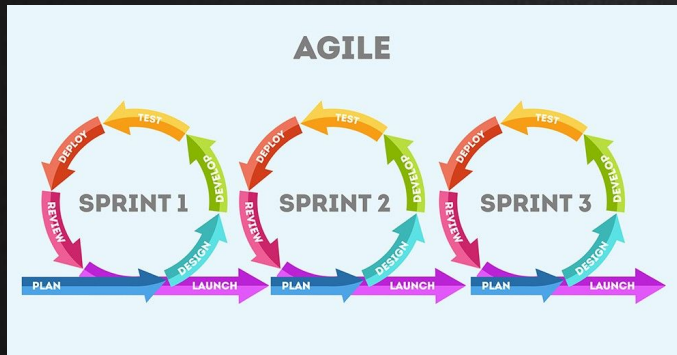 AGILE
SPRINT 1
PLAN
DESIGN
DEVELOP
TEST
DEPLOY
REVIEW
LAUNCH
SPRINT 2
PLAN
DESIGN
DEVELOP
TEST
DEPLOY
REVIEW
LAUNCH
SPRINT 3
PLAN
DESIGN
DEVELOP
TEST
DEPLOY
REVIEW
LAUNCH